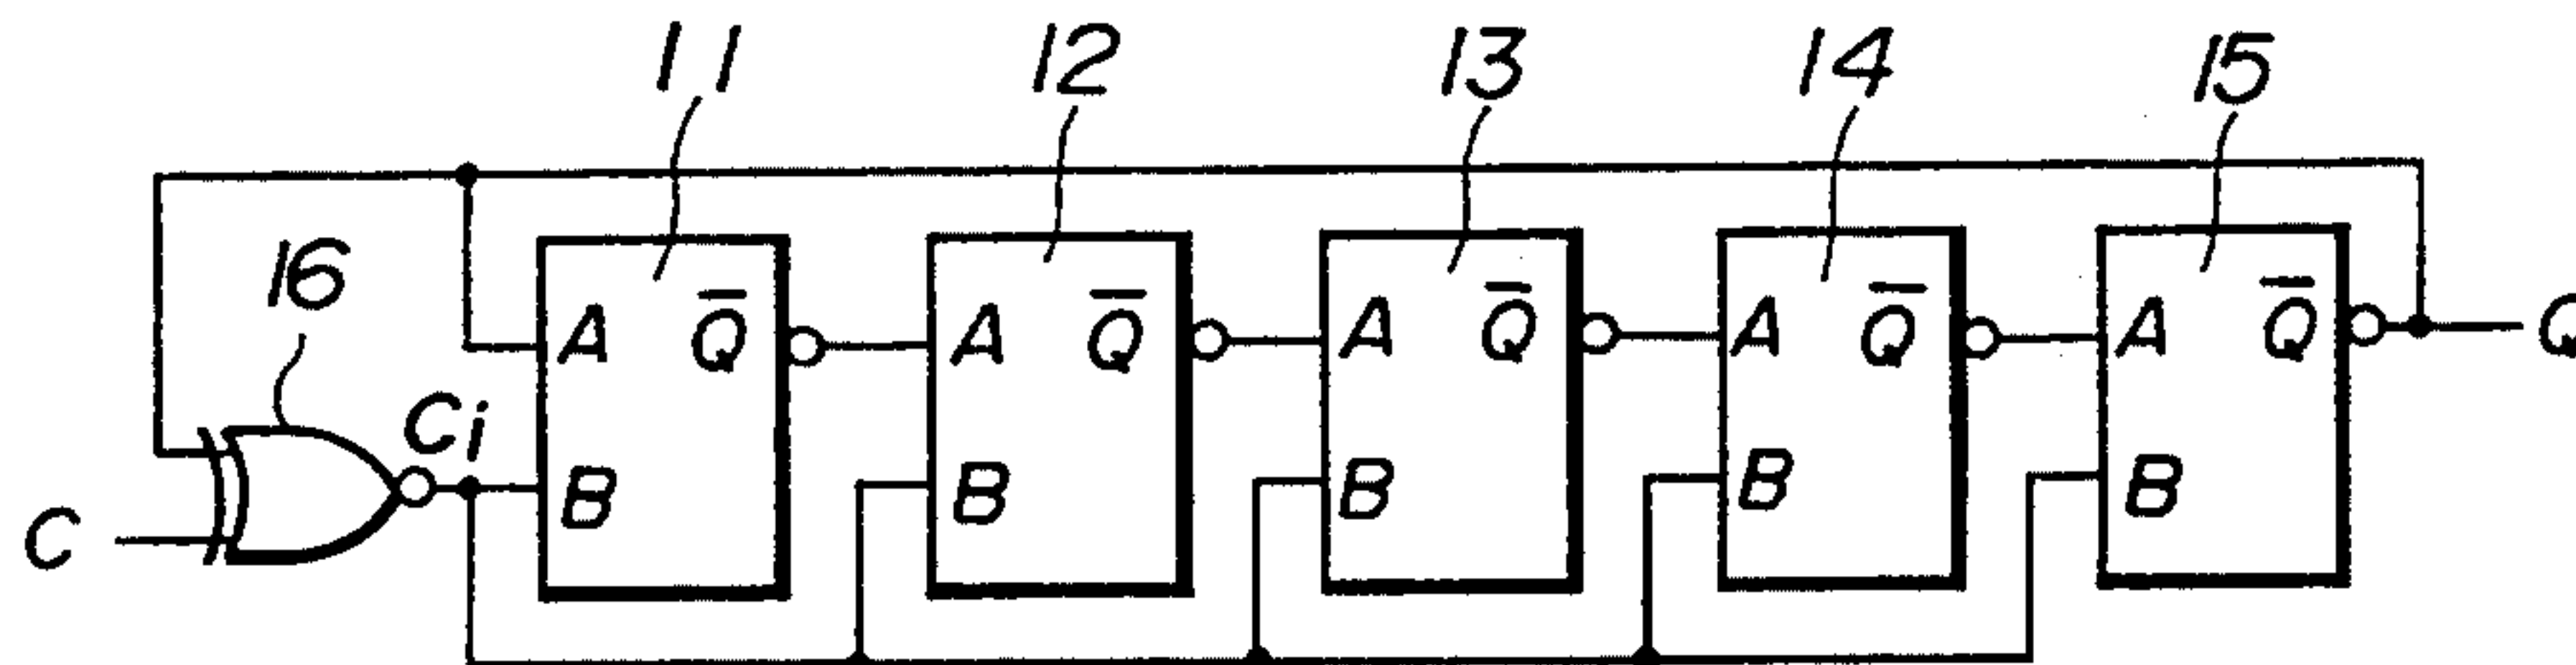 11 12 13 14 15
16
A Q̅ A Q̅ A Q̅ A Q̅ A Q̅ Q
Ci
B B B B B
C